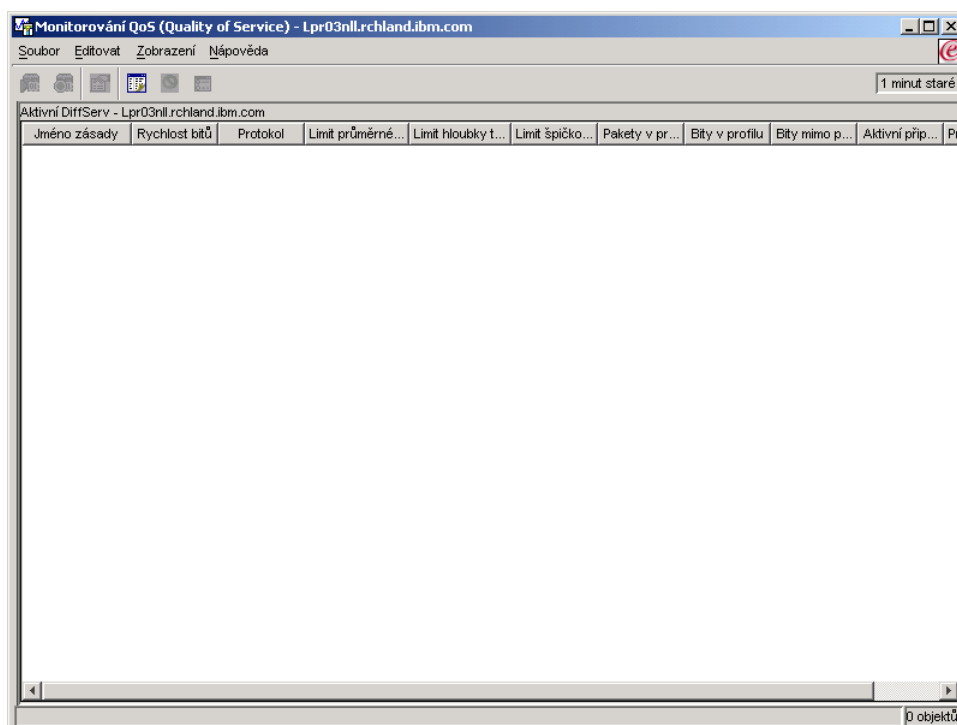 Monitorování QoS (Quality of Service) - Lpr03nll.rchland.ibm.com
Soubor Editovat Zobrazení Nápověda
1 minut staré
Aktivní DiffServ - Lpr03nll.rchland.ibm.com
Jméno zásady Rychlost bitů Protokol Limit průměrné... Limit hloubky t... Limit špičko... Pakety v pr... Bity v profilu Bity mimo p... Aktivní přip...
0 objektů